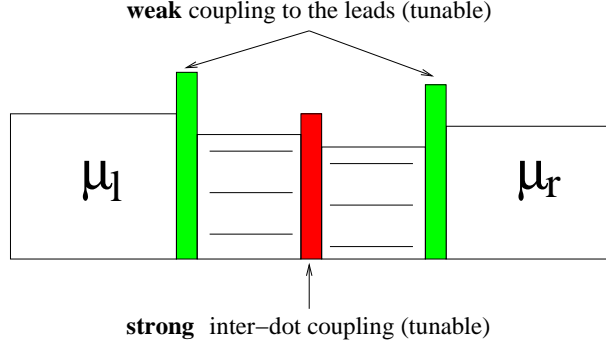 weak coupling to the leads (tunable)
μl μr
strong inter−dot coupling (tunable)